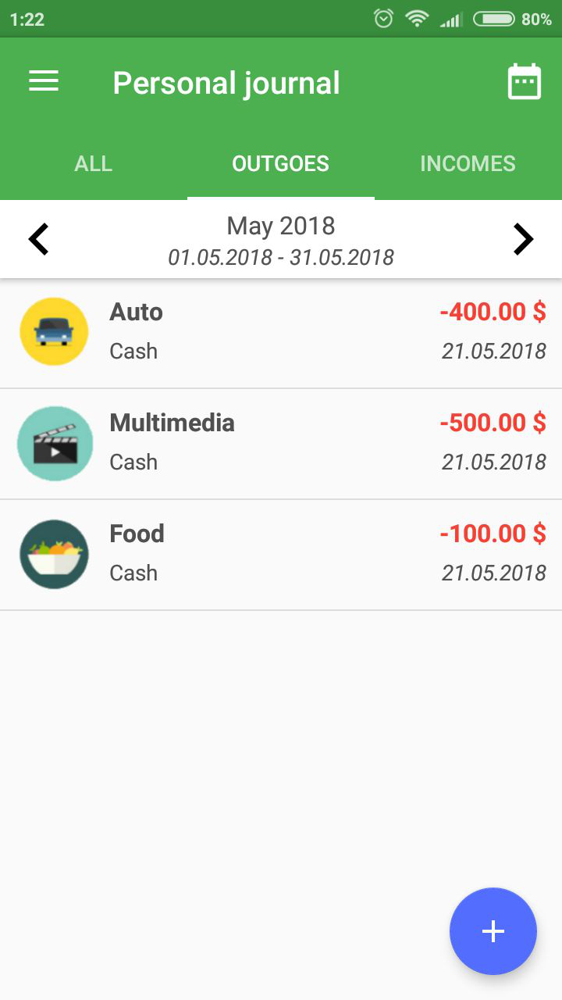 1:22 80%
Personal journal
ALL OUTGOES INCOMES
May 2018
01.05.2018 - 31.05.2018
Auto -400.00 $
Cash 21.05.2018
Multimedia -500.00 $
Cash 21.05.2018
Food -100.00 $
Cash 21.05.2018